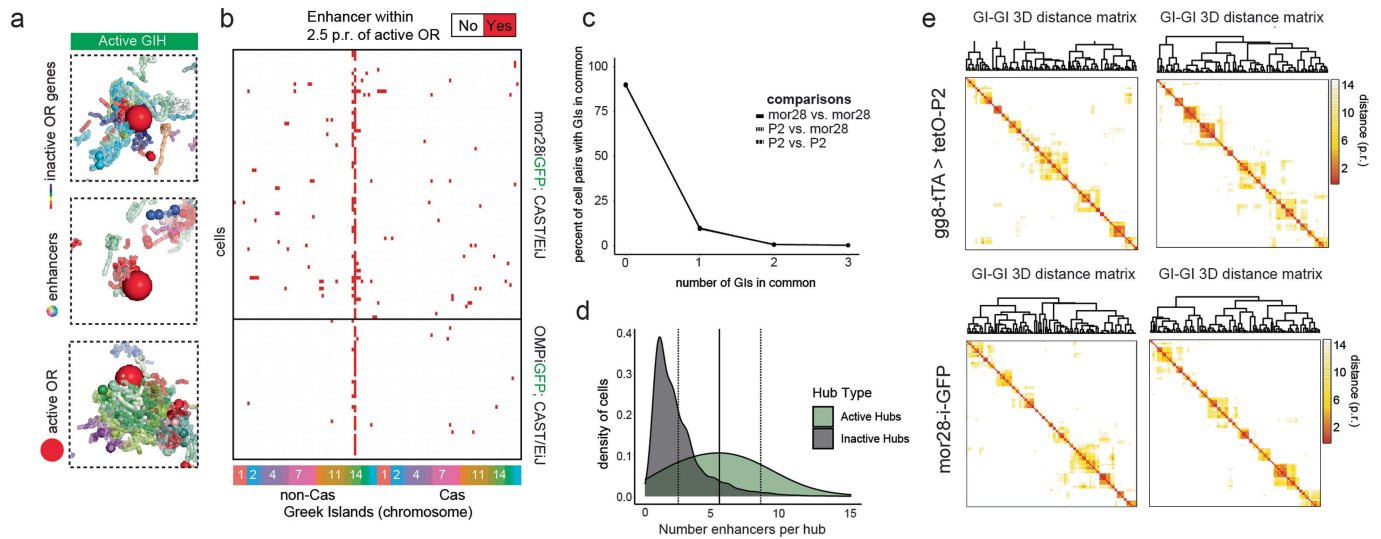 a
Active GIH
inactive OR genes
enhancers
active OR
b
Enhancer within
2.5 p.r. of active OR
No Yes
cells
mor28iGFP; CAST/EiJ
OMPiGFP; CAST/EiJ
1 2 4 7 11 14 1 2 4 7 11 14
non-Cas Cas
Greek Islands (chromosome)
c
percent of cell pairs with GIs in common
100
75
50
25
0
comparisons
mor28 vs. mor28
P2 vs. mor28
P2 vs. P2
0 1 2 3
number of GIs in common
d
density of cells
0.4
0.3
0.2
0.1
0.0
Hub Type
Active Hubs
Inactive Hubs
0 5 10 15
Number enhancers per hub
e
GI-GI 3D distance matrix GI-GI 3D distance matrix
gg8-tTA > tetO-P2
14
10
6
2
distance (p.r.)
GI-GI 3D distance matrix GI-GI 3D distance matrix
mor28-i-GFP
14
10
6
2
distance (p.r.)